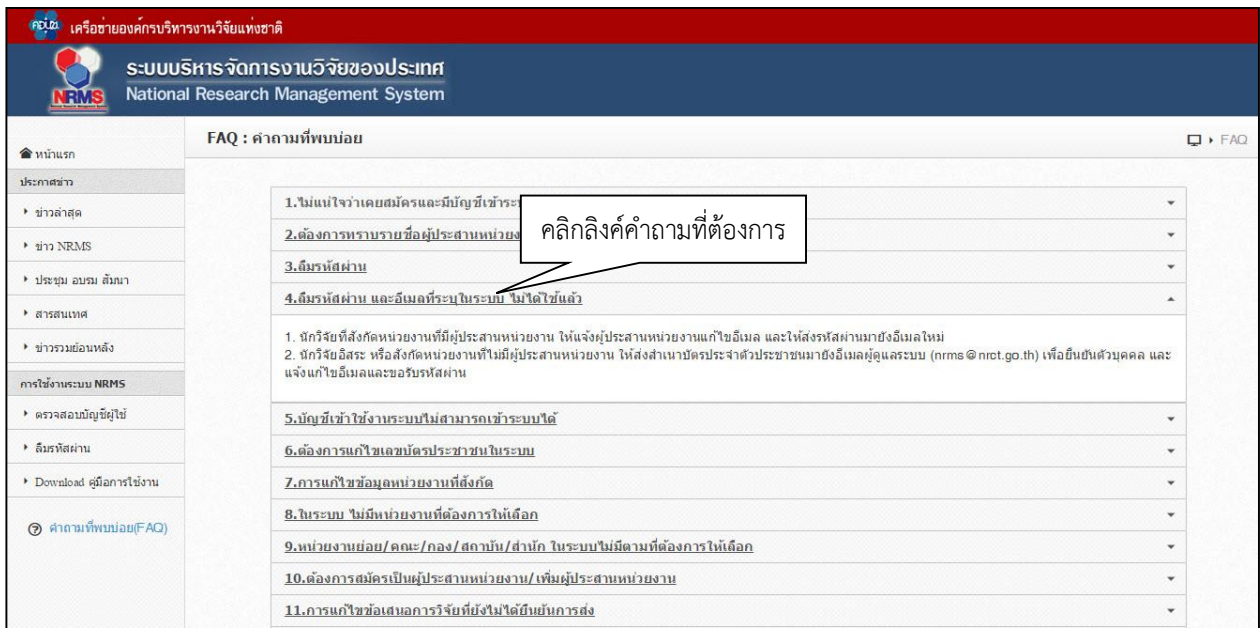 คอบช เครือข่ายองค์กรบริหารงานวิจัยแห่งชาติ
ระบบบริหารจัดการงานวิจัยของประเทศ
NRMS National Research Management System
FAQ : คำถามที่พบบ่อย
FAQ
หน้าแรก
ประกาศข่าว
ข่าวล่าสุด
ข่าว NRMS
ประชุม อบรม สัมนา
สารสนเทศ
ข่าวรวมย้อนหลัง
การใช้งานระบบ NRMS
ตรวจสอบบัญชีผู้ใช้
ลืมรหัสผ่าน
Download คู่มือการใช้งาน
คำถามที่พบบ่อย(FAQ)
1.ไม่แน่ใจว่าเคยสมัครและมีบัญชีเข้าระบ
คลิกลิงค์คำถามที่ต้องการ
2.ต้องการทราบรายชื่อผู้ประสานหน่วยง
3.ลืมรหัสผ่าน
4.ลืมรหัสผ่าน และอีเมลที่ระบุในระบบ ไม่ได้ใช้แล้ว
1. นักวิจัยที่สังกัดหน่วยงานที่มีผู้ประสานหน่วยงาน ให้แจ้งผู้ประสานหน่วยงานแก้ไขอีเมล และให้ส่งรหัสผ่านมายังอีเมลใหม่
2. นักวิจัยอิสระ หรือสังกัดหน่วยงานที่ไม่มีผู้ประสานหน่วยงาน ให้ส่งสำเนาบัตรประจำตัวประชาชนมายังอีเมลผู้ดูแลระบบ (nrms@nrct.go.th) เพื่อยืนยันตัวบุคคล และ
แจ้งแก้ไขอีเมลและขอรับรหัสผ่าน
5.บัญชีเข้าใช้งานระบบไม่สามารถเข้าระบบได้
6.ต้องการแก้ไขเลขบัตรประชาชนในระบบ
7.การแก้ไขข้อมูลหน่วยงานที่สังกัด
8.ในระบบ ไม่มีหน่วยงานที่ต้องการให้เลือก
9.หน่วยงานย่อย/คณะ/กอง/สถาบัน/สำนัก ในระบบไม่มีตามที่ต้องการให้เลือก
10.ต้องการสมัครเป็นผู้ประสานหน่วยงาน/เพิ่มผู้ประสานหน่วยงาน
11.การแก้ไขข้อเสนอการวิจัยที่ยังไม่ได้ยืนยันการส่ง